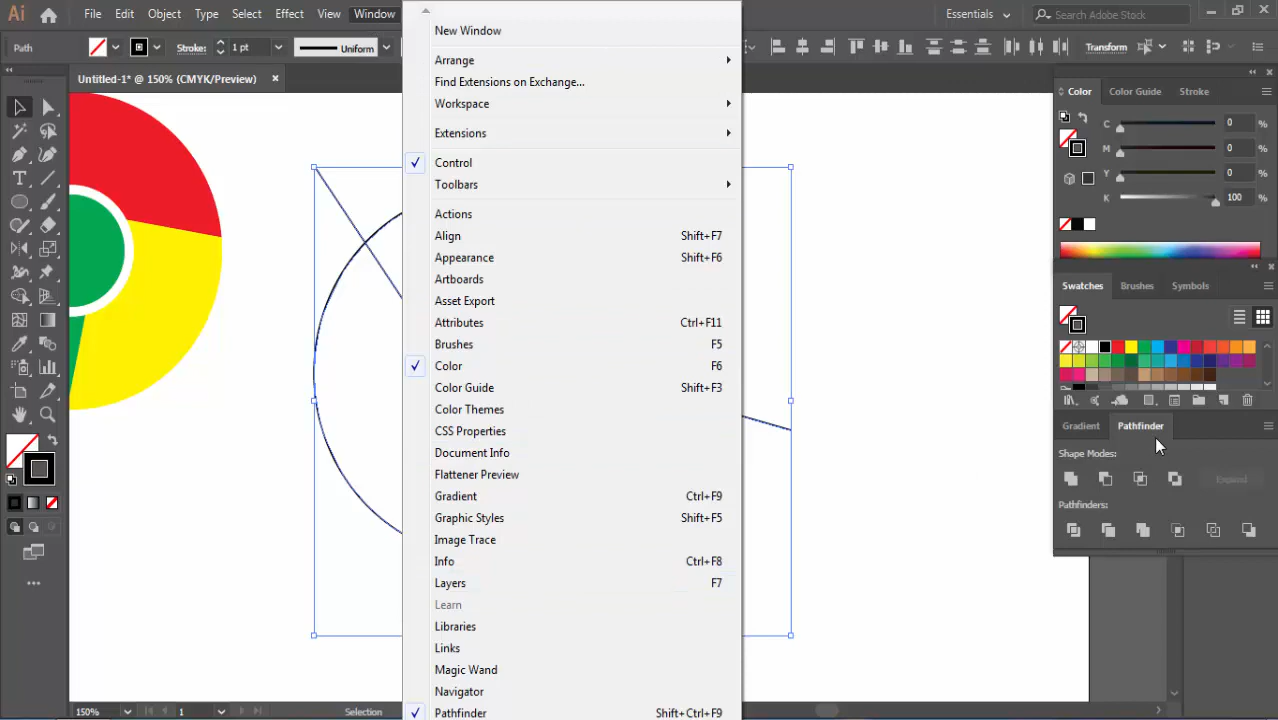 Ai File Edit Object Type Select Effect View Window Essentials Search Adobe Stock
Path Stroke: 1 pt Uniform Transform
Untitled-1* @ 150% (CMYK/Preview)
New Window
Arrange
Find Extensions on Exchange...
Workspace
Extensions
Control
Toolbars
Actions
Align Shift+F7
Appearance Shift+F6
Artboards
Asset Export
Attributes Ctrl+F11
Brushes F5
Color F6
Color Guide Shift+F3
Color Themes
CSS Properties
Document Info
Flattener Preview
Gradient Ctrl+F9
Graphic Styles Shift+F5
Image Trace
Info Ctrl+F8
Layers F7
Learn
Libraries
Links
Magic Wand
Navigator
Pathfinder Shift+Ctrl+F9
Color Color Guide Stroke
C 0 %
M 0 %
Y 0 %
K 100 %
Swatches Brushes Symbols
Gradient Pathfinder
Shape Modes:
Expand
Pathfinders:
150% 1 Selection